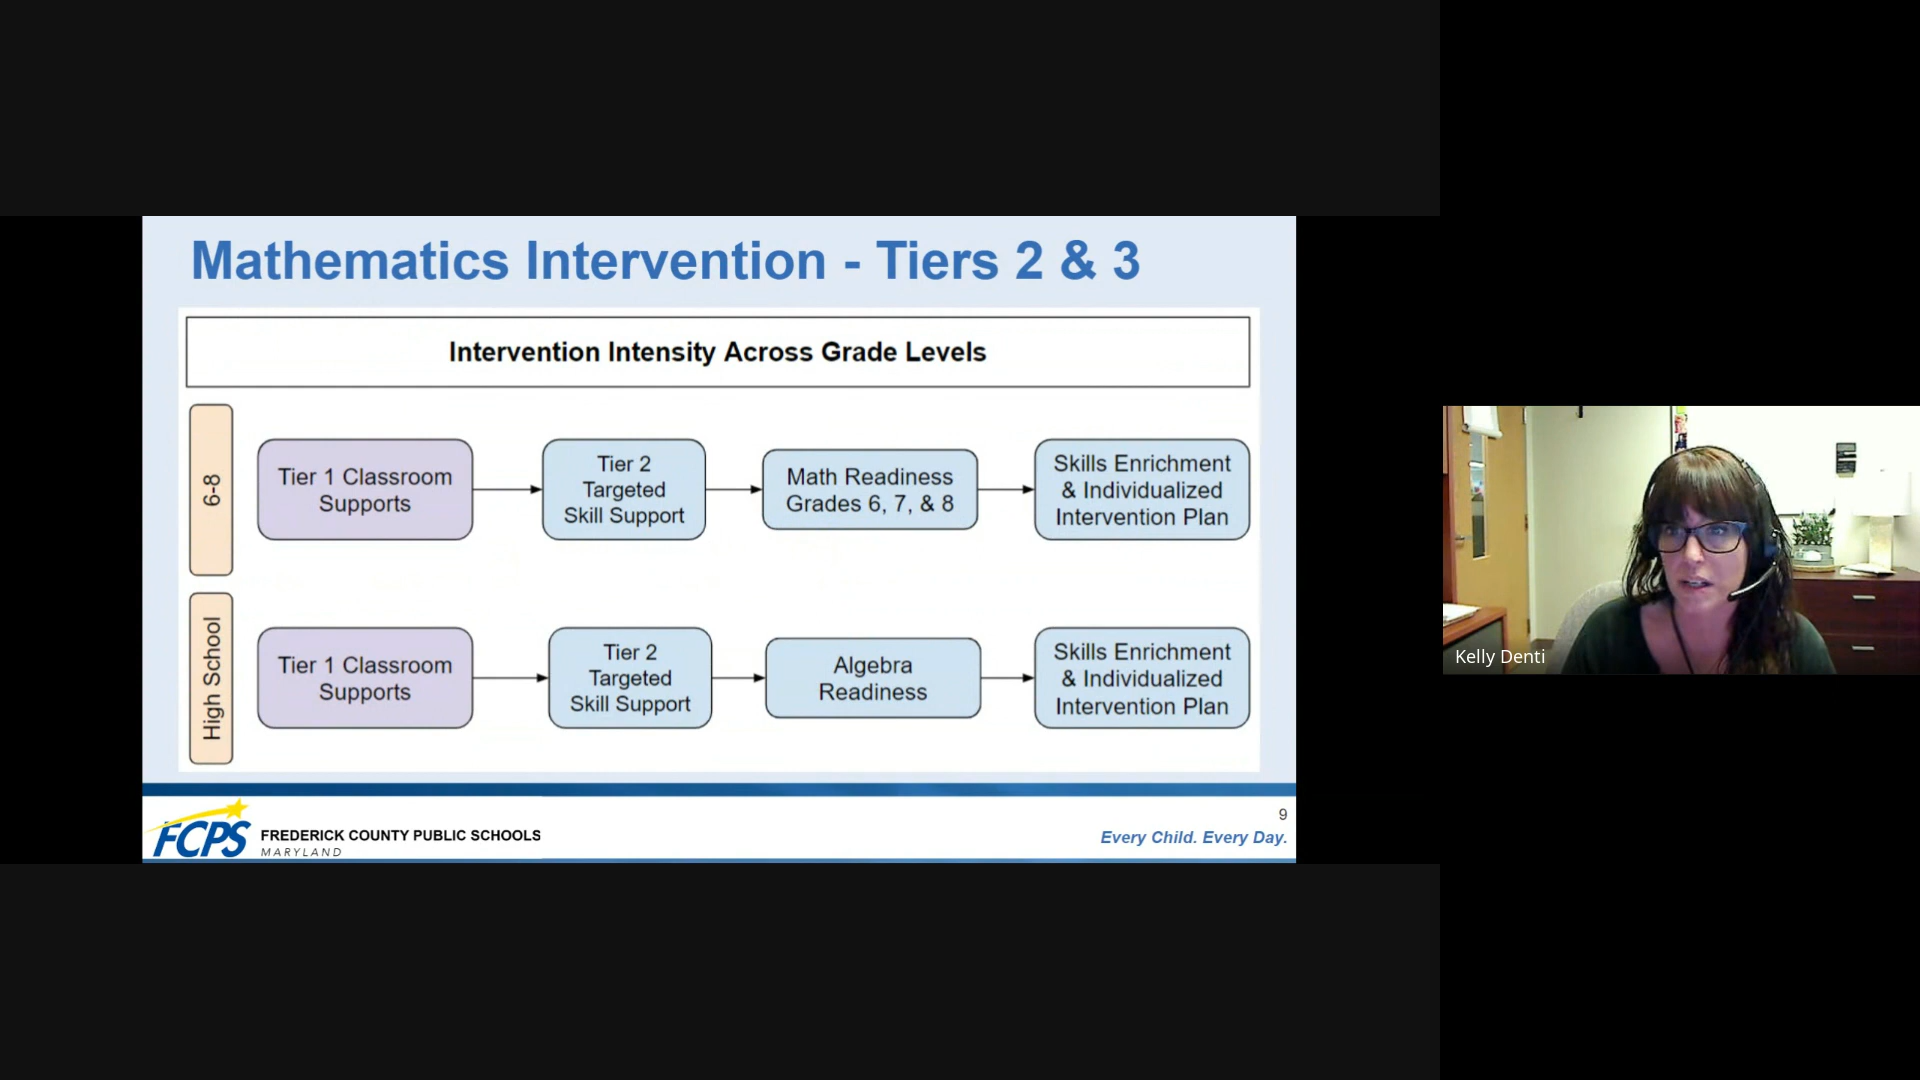 Mathematics Intervention - Tiers 2 & 3
Intervention Intensity Across Grade Levels
6-8
Tier 1 Classroom
Supports
Tier 2
Targeted
Skill Support
Math Readiness
Grades 6, 7, & 8
Skills Enrichment
& Individualized
Intervention Plan
High School
Tier 1 Classroom
Supports
Tier 2
Targeted
Skill Support
Algebra
Readiness
Skills Enrichment
& Individualized
Intervention Plan
FCPS
FREDERICK COUNTY PUBLIC SCHOOLS
MARYLAND
9
Every Child. Every Day.
Kelly Denti